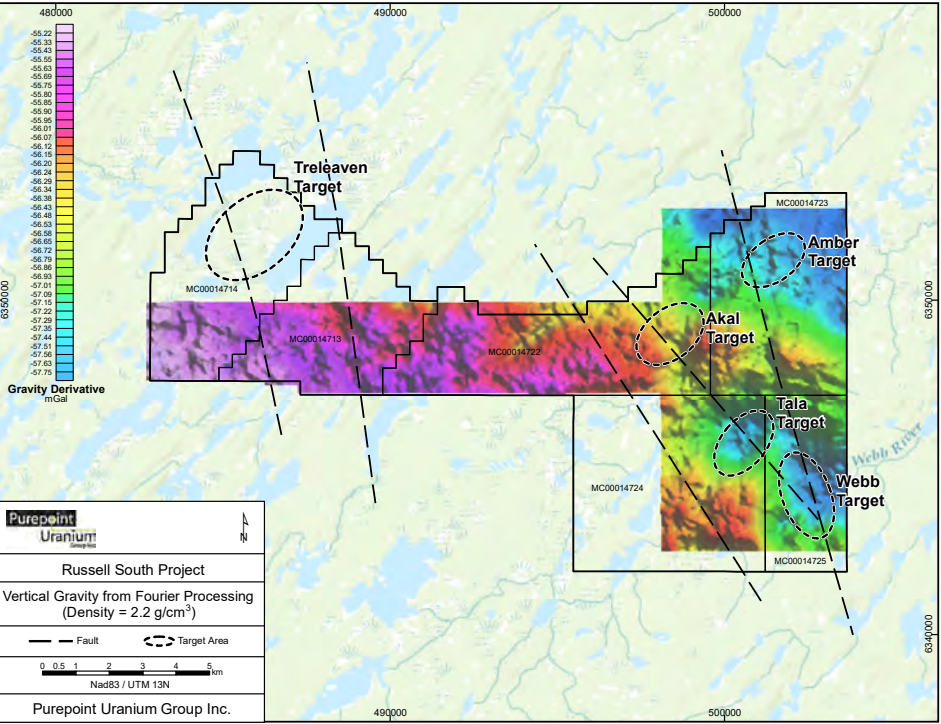 480000
490000
500000
-55.22
-55.33
-55.43
-55.55
-55.63
-55.69
-55.75
-55.80
-55.85
-55.90
-55.95
-56.01
-56.07
-56.12
-56.15
-56.20
-56.24
-56.29
-56.34
-56.38
-56.43
-56.48
-56.53
-56.58
-56.65
-56.72
-56.79
-56.86
-56.93
-57.01
-57.09
-57.15
-57.22
-57.29
-57.35
-57.44
-57.51
-57.56
-57.63
-57.75
Gravity Derivative
mGal
6350000
6350000
Treleaven
Target
MC00014714
MC00014713
MC00014722
MC00014723
Amber
Target
Akal
Target
Tala
Target
Webb River
Webb
Target
MC00014724
MC00014725
6340000
Purepoint
Uranium
Group Inc.
N
Russell South Project
Vertical Gravity from Fourier Processing
(Density = 2.2 g/cm³)
Fault
Target Area
0 0.5 1 2 3 4 5
km
Nad83 / UTM 13N
Purepoint Uranium Group Inc.
490000
500000